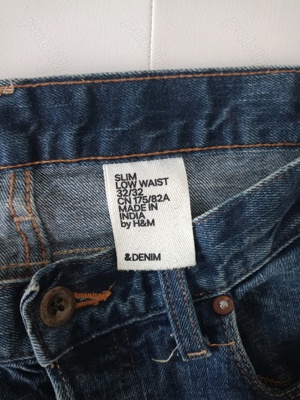 SLIM
LOW WAIST
32/32
CN 175/82A
MADE IN
INDIA
by H&M
&DENIM